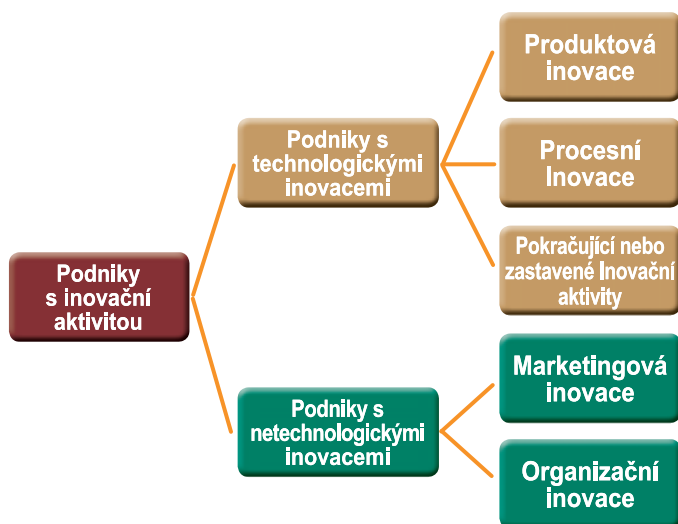 Podniky
s inovační
aktivitou
Podniky s
technologickými
inovacemi
Produktová
inovace
Procesní
Inovace
Pokračující nebo
zastavené Inovační
aktivity
Podniky s
netechnologickými
inovacemi
Marketingová
inovace
Organizační
inovace